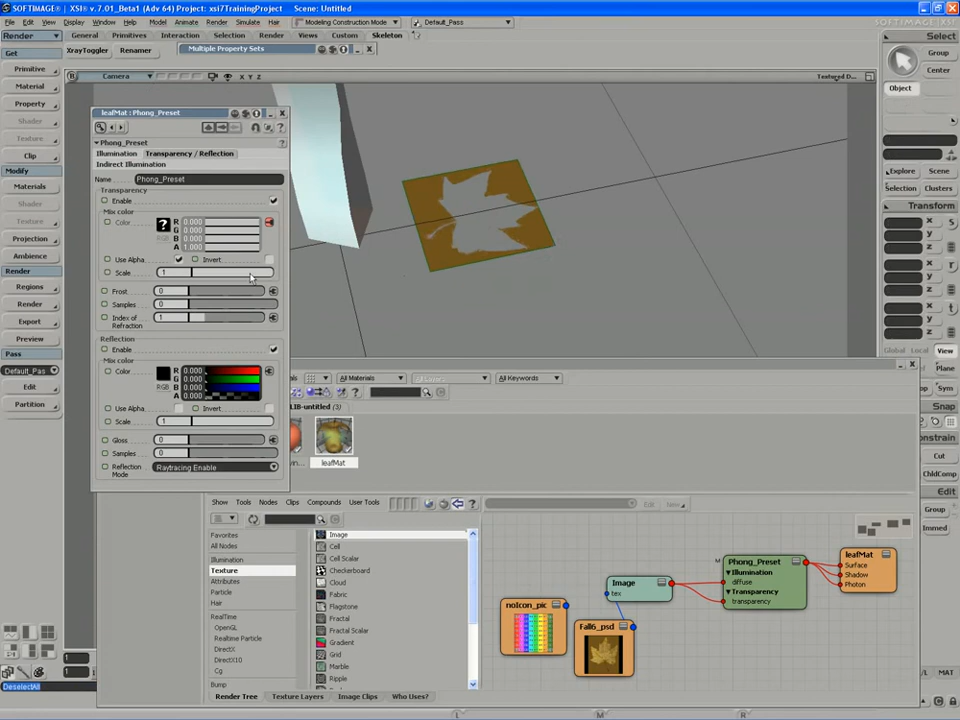 SOFTIMAGE® | XSI® v.7.01_Beta1 (Adv 64) Project: xsi7TrainingProject Scene: Untitled
File Edit View Display Window Model Animate Render Simulate Hair Modeling Construction Mode Default_Pass SOFTIMAGE|XSI
Render General Primitives Interaction Selection Render Views Custom Skeleton Select
Get XrayToggler Renamer Multiple Property Sets Group
Primitive B Camera X Y Z Textured D... Center
Material Object
Property
Shader
Texture
Clip
Modify
Materials
Shader
Texture
Projection
Ambience
Render
Regions
Render
Export
Preview
Pass
Default_Pas
Edit
Partition
leafMat : Phong_Preset
Phong_Preset
Illumination Transparency / Reflection
Indirect Illumination
Name Phong_Preset
Transparency
Enable
Mix color
Color ? R 0.000
G 0.000
RGB B 0.000
A 1.000
Use Alpha Invert
Scale 1
Frost 0
Samples 0
Index of Refraction 1
Reflection
Enable
Mix color
Color R 0.000
G 0.000
RGB B 0.000
A 0.000
Use Alpha Invert
Scale 1
Gloss 0
Samples 0
Reflection Mode Raytracing Enable
Explore Scene
Selection Clusters
Transform
x s
y
z
x r
y
z
x t
y
z
Global Local View
Plane
Snap
Constrain
Cut
ChldComp
Edit
Group
Immed
All Materials All Keywords
LIB-untitled (3)
leafMat
Show Tools Nodes Clips Compounds User Tools Edit New
Favorites
All Nodes
Illumination
Texture
Attributes
Particle
Hair
RealTime
OpenGL
Realtime Particle
DirectX
DirectX10
Cg
Bump
Image
Cell
Cell Scalar
Checkerboard
Cloud
Fabric
Flagstone
Fractal
Fractal Scalar
Gradient
Grid
Marble
Ripple
noIcon_pic
Fall6_psd
Image
tex
M
Phong_Preset
Illumination
diffuse
Transparency
transparency
leafMat
Surface
Shadow
Photon
Render Tree Texture Layers Image Clips Who Uses?
1
1
DeselectAll
L M R
MAT